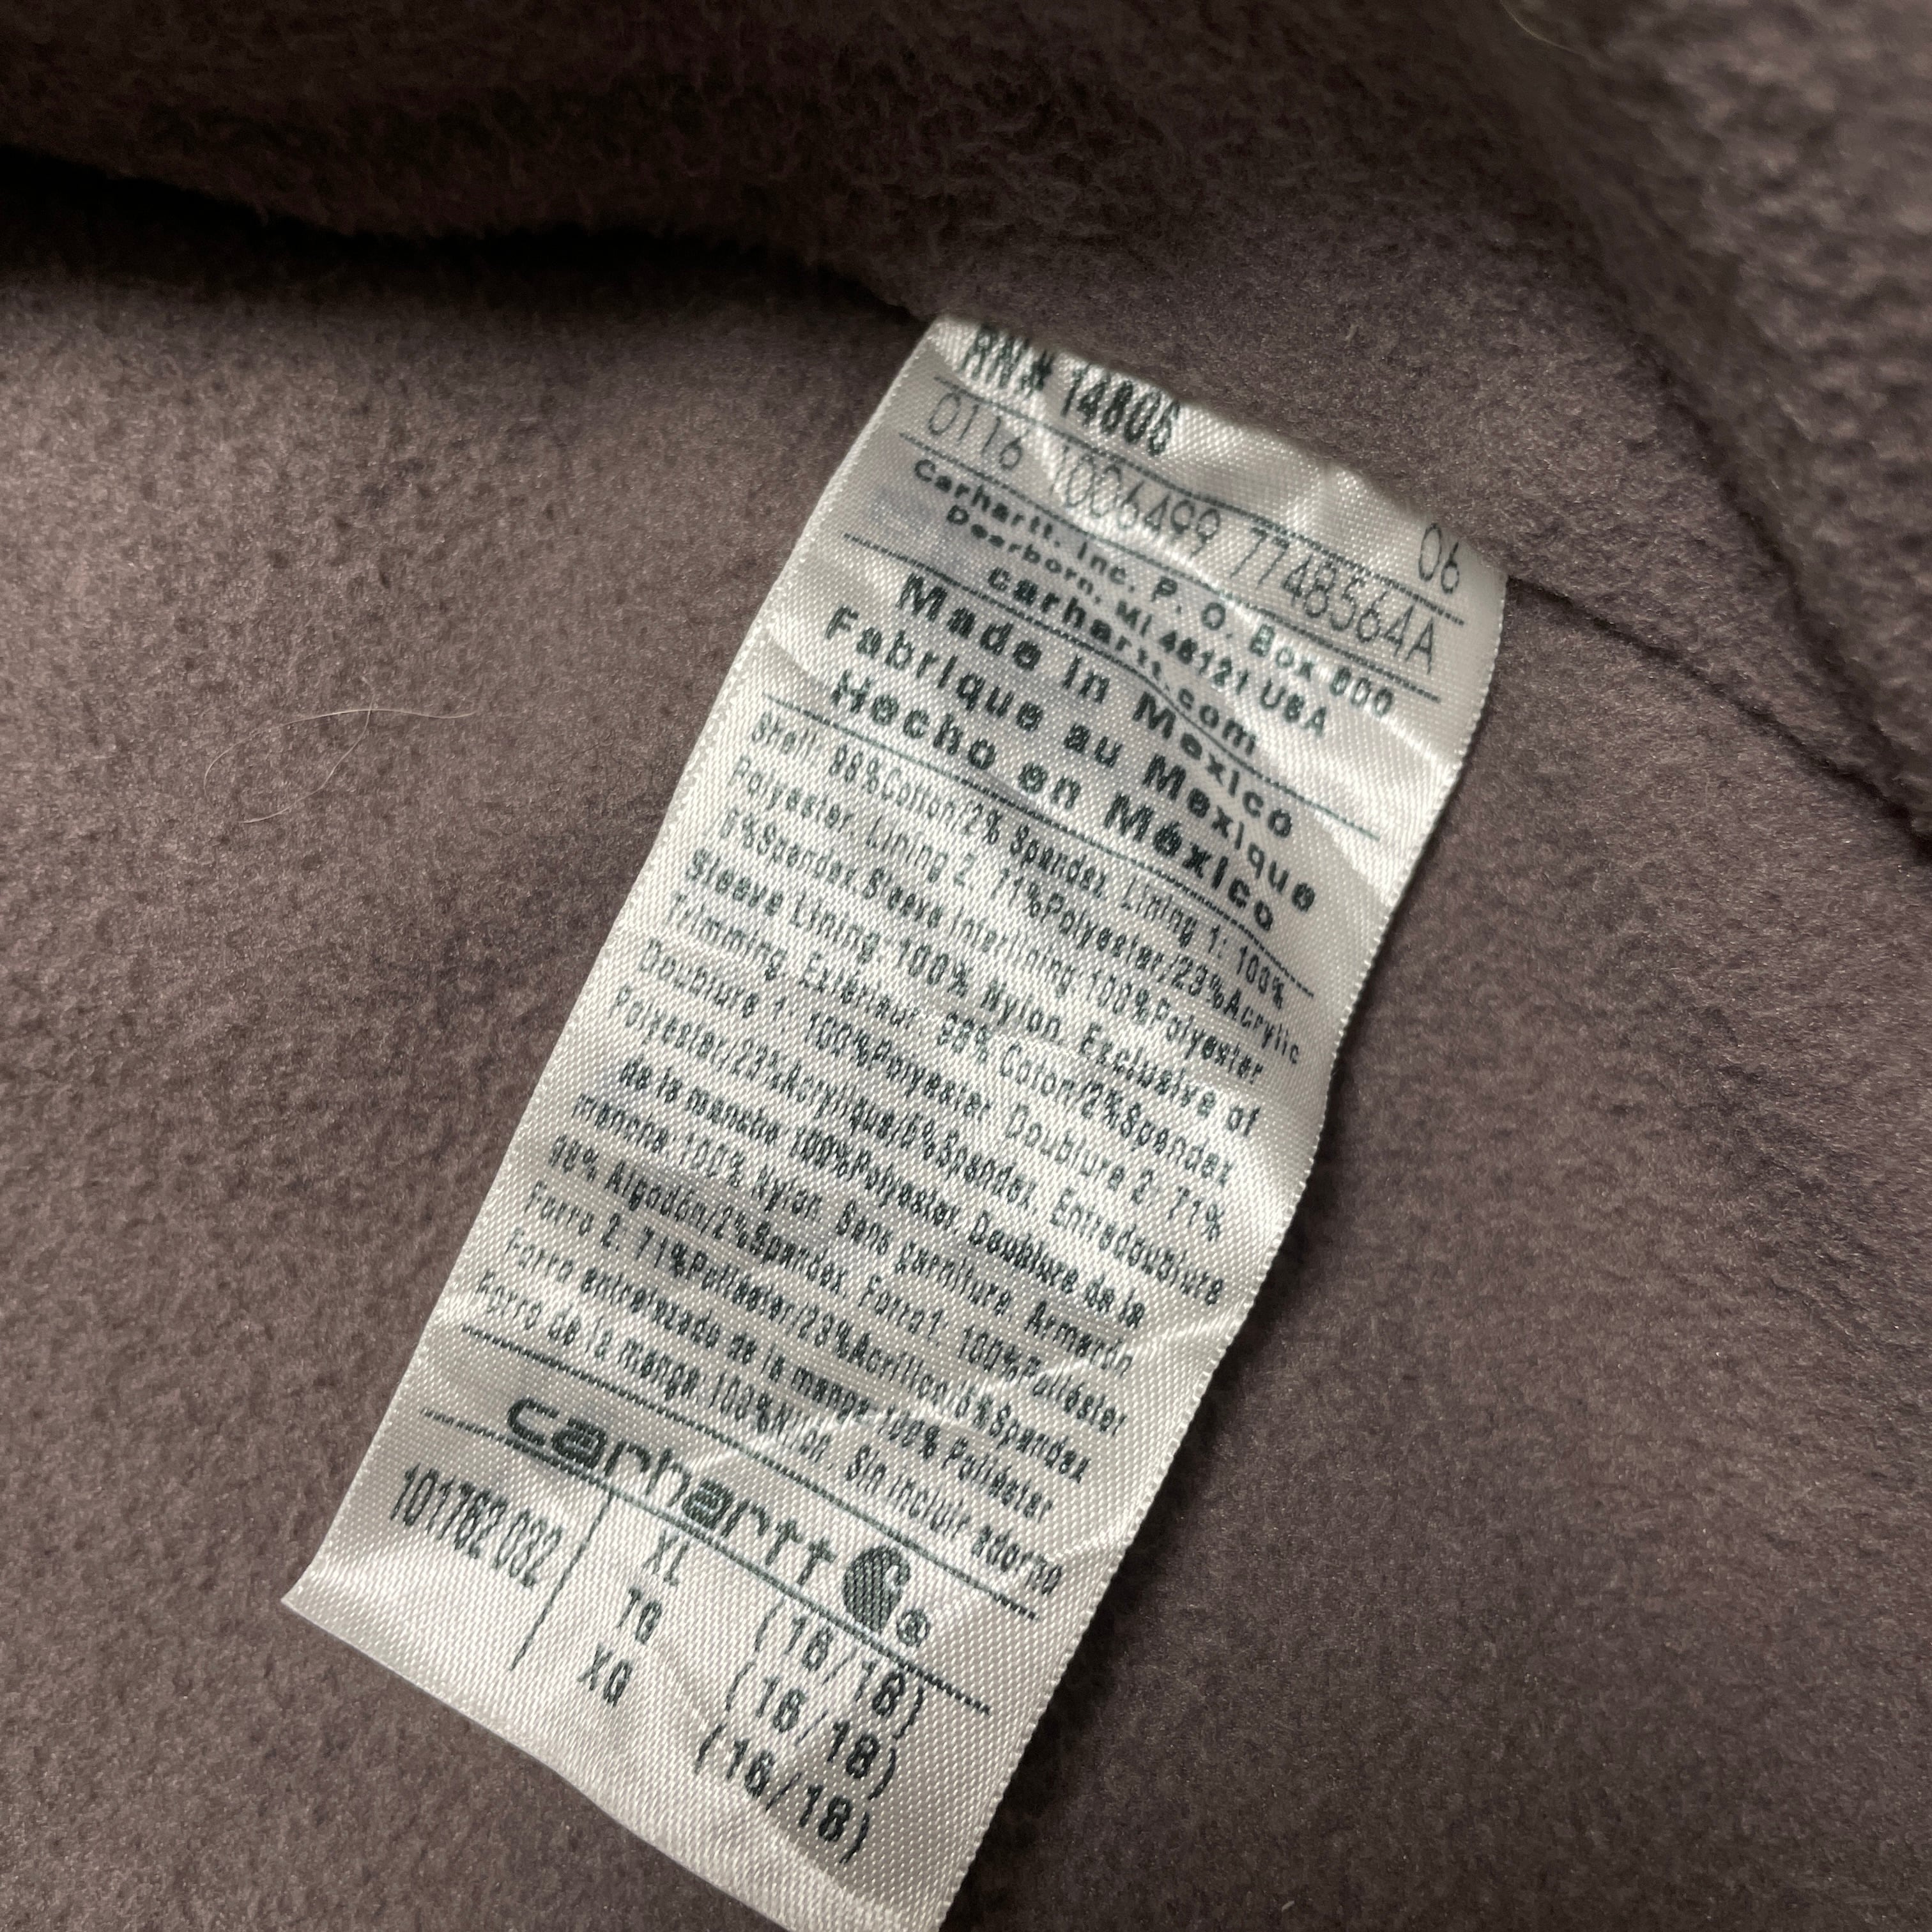 RN# 14806
06
0116 1006499 7748564A
Carhartt, Inc. P. O. Box 600
Dearborn, MI 48121 USA
carhartt.com
Made in Mexico
Fabrique au Mexique
Hecho en México
Shell: 98%Cotton/2% Spandex. Lining 1: 100%
Polyester. Lining 2: 71%Polyester/23%Acrylic
6%Spandex.Sleeve Interlining:100%Polyester
Sleeve Lining:100% Nylon. Exclusive of
Trimming. Extérieur: 98% Coton/2%Spandex
Doublure 1: 100%Polyester. Doublure 2: 71%
Polyester/23%Acrylique/6%Spandex. Entredoublure
de la manche 100%Polyester. Doublure de la
manche:100% Nylon. Sans garniture. Armazón
98% Algodón/2%Spandex. Forro1: 100%Poliéster
Forro 2: 71%Poliéster/23%Acrílico/6%Spandex
Forro entrelazado de la manga 100% Poliéster
Forro de la manga:100%Nilón. Sin incluir adorno
carhartt ®
101762 032
XL (16/18)
TG (16/18)
XG (16/18)